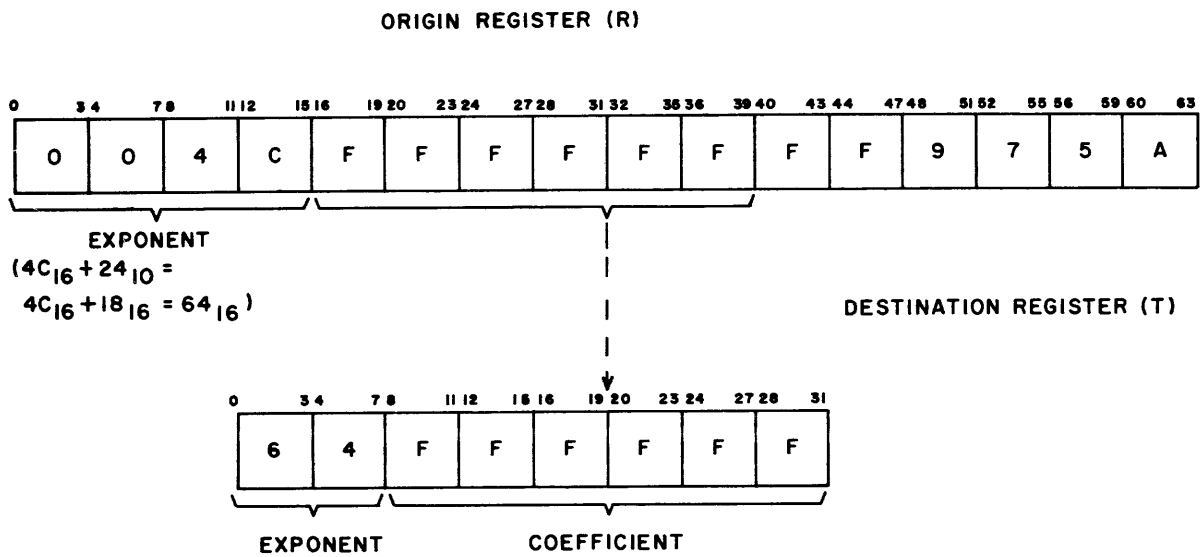 ORIGIN REGISTER (R)
0 3 4 7 8 11 12 15 16 19 20 23 24 27 28 31 32 35 36 39 40 43 44 47 48 51 52 55 56 59 60 63
0 0 4 C F F F F F F F F 9 7 5 A
EXPONENT
(4C16 + 2410 =
4C16 + 1816 = 6416)
DESTINATION REGISTER (T)
0 3 4 7 8 11 12 15 16 19 20 23 24 27 28 31
6 4 F F F F F F
EXPONENT COEFFICIENT